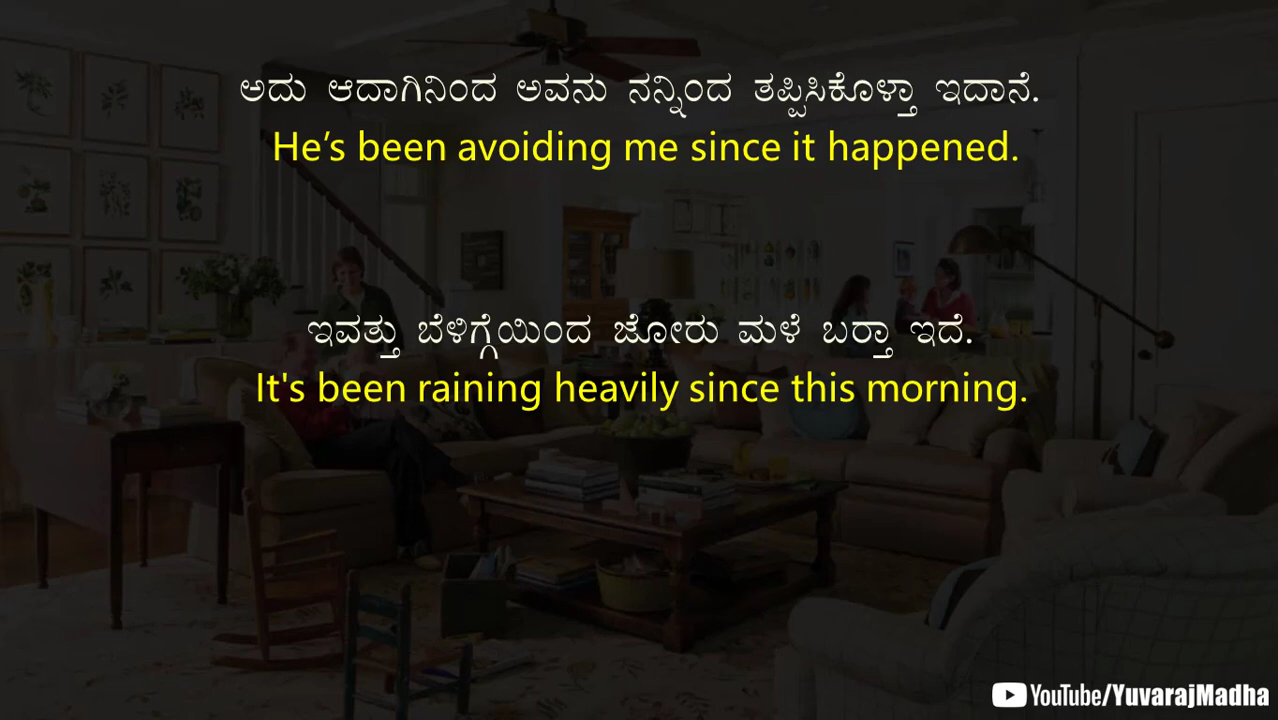 ಅದು ಆದಾಗಿನಿಂದ ಅವನು ನನ್ನಿಂದ ತಪ್ಪಿಸಿಕೊಳ್ತಾ ಇದಾನೆ.
He’s been avoiding me since it happened.
ಇವತ್ತು ಬೆಳಿಗ್ಗೆಯಿಂದ ಜೋರು ಮಳೆ ಬರ್ತಾ ಇದೆ.
It's been raining heavily since this morning.
YouTube/YuvarajMadha